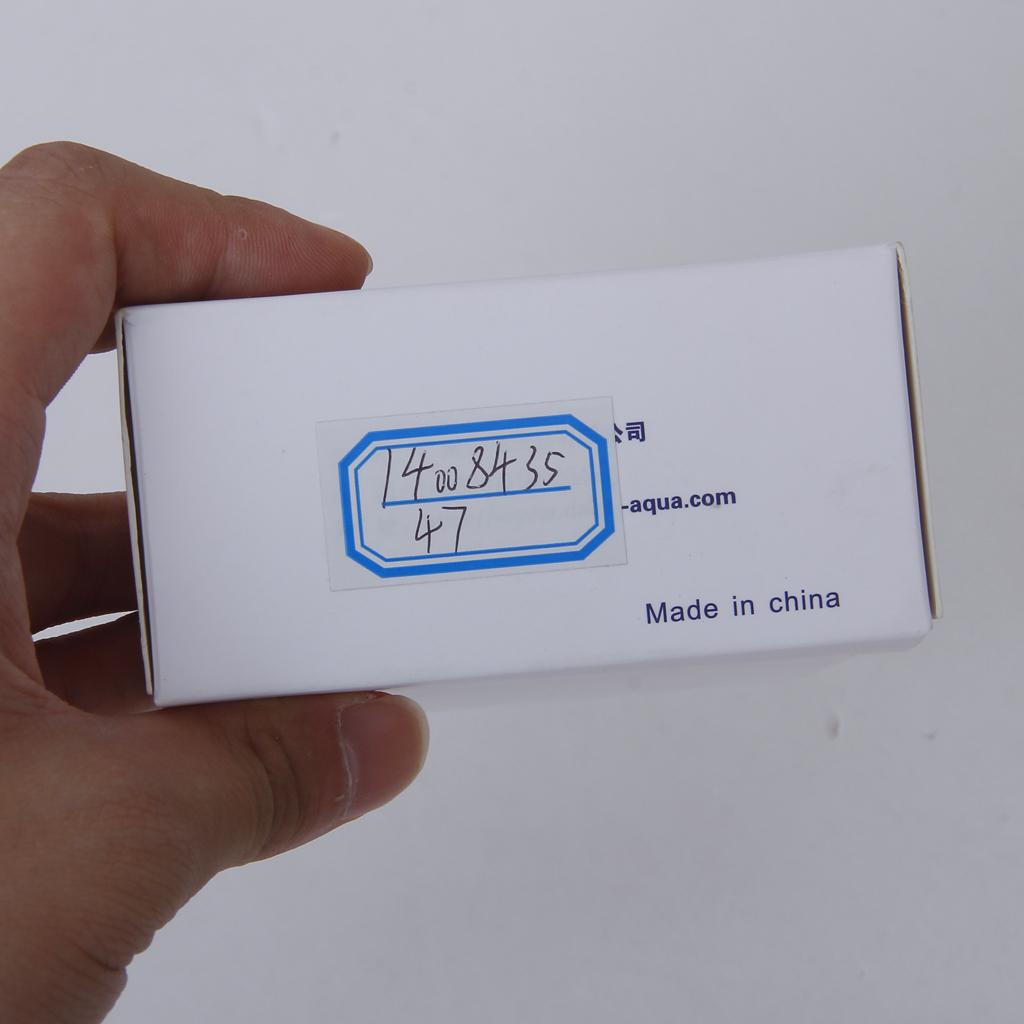 公司
14008435
47
-aqua.com
Made in china